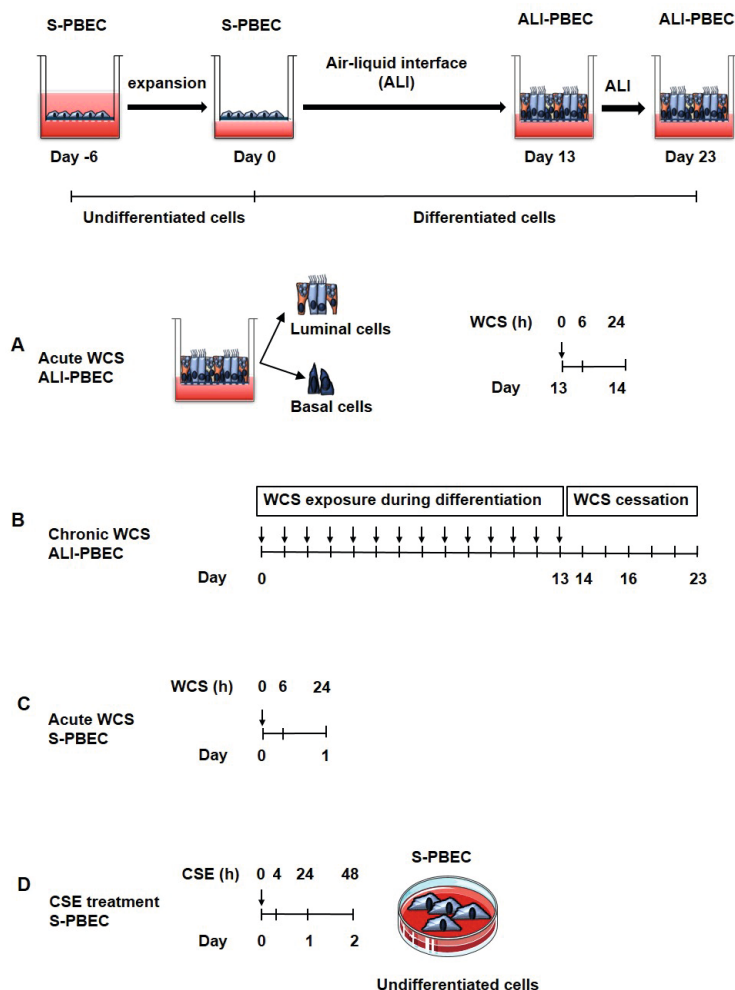 S-PBEC
S-PBEC
ALI-PBEC
ALI-PBEC
expansion
Air-liquid interface
(ALI)
ALI
Day -6
Day 0
Day 13
Day 23
Undifferentiated cells
Differentiated cells
A
Acute WCS
ALI-PBEC
Luminal cells
Basal cells
WCS (h) 0 6 24
Day 13 14
B
Chronic WCS
ALI-PBEC
WCS exposure during differentiation
WCS cessation
Day 0 13 14 16 23
C
Acute WCS
S-PBEC
WCS (h) 0 6 24
Day 0 1
D
CSE treatment
S-PBEC
CSE (h) 0 4 24 48
Day 0 1 2
S-PBEC
Undifferentiated cells